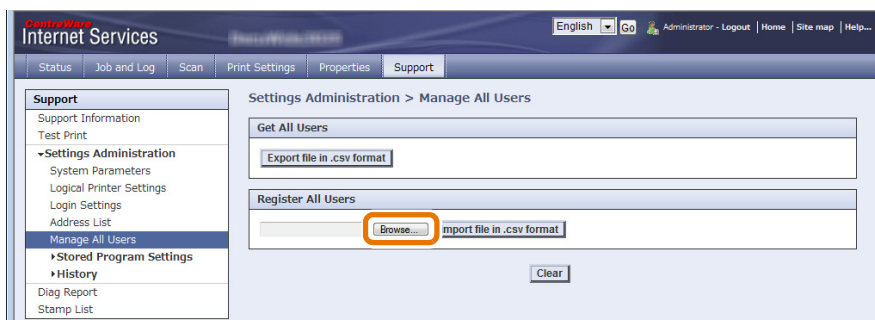 CentreWare
Internet Services
English Go Administrator - Logout | Home | Site map | Help...
Status Job and Log Scan Print Settings Properties Support
Support
Support Information
Test Print
Settings Administration
System Parameters
Logical Printer Settings
Login Settings
Address List
Manage All Users
Stored Program Settings
History
Diag Report
Stamp List
Settings Administration > Manage All Users
Get All Users
Export file in .csv format
Register All Users
Browse... mport file in .csv format
Clear